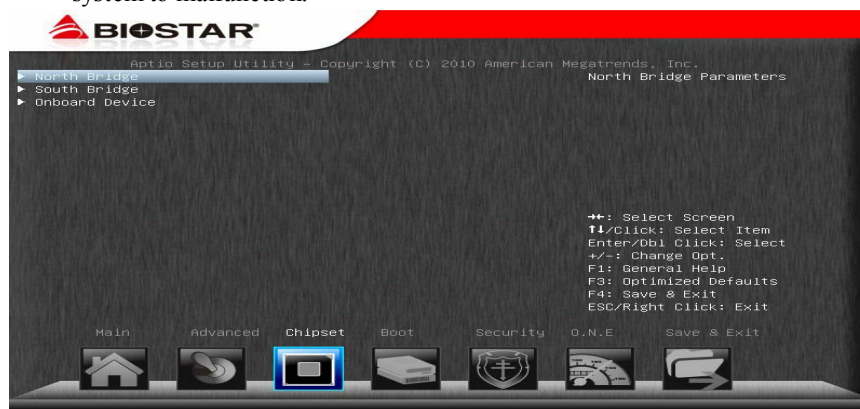 system to malfunction.
BIOSTAR®
Aptio Setup Utility – Copyright (C) 2010 American Megatrends, Inc.
► North Bridge
North Bridge Parameters
► South Bridge
► Onboard Device
→←: Select Screen
↑↓/Click: Select Item
Enter/Dbl Click: Select
+/-: Change Opt.
F1: General Help
F3: Optimized Defaults
F4: Save & Exit
ESC/Right Click: Exit
Main Advanced Chipset Boot Security O.N.E Save & Exit